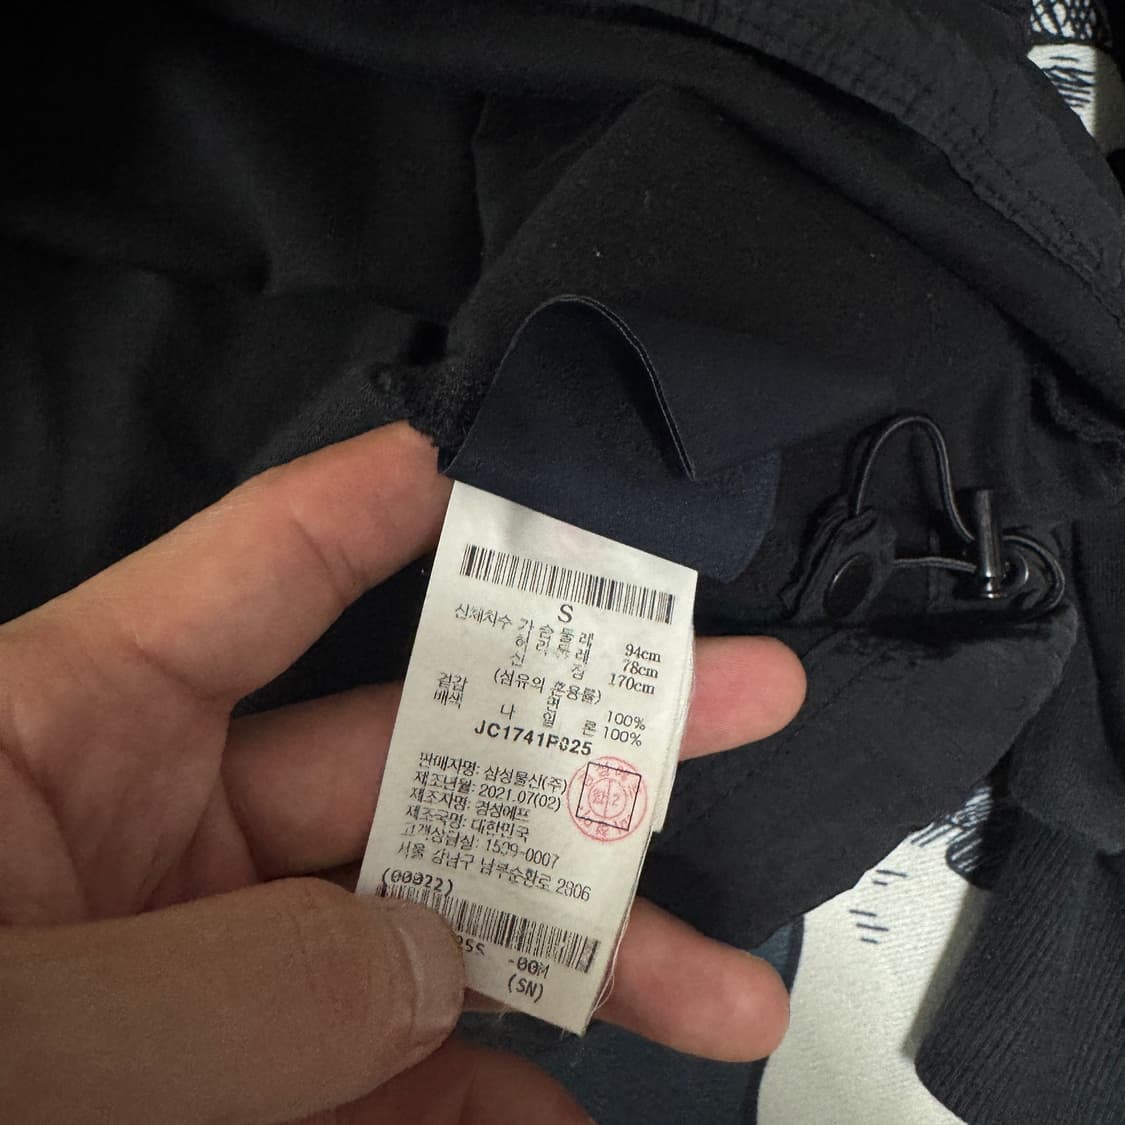 S
신체치수 가 슴 둘 레 94cm
허 리 둘 레 78cm
신 장 170cm
(섬유의 혼용률)
겉감 면 100%
배색 나 일 론 100%
판매자명: 삼성물산(주)
제조년월: 2021.07(02)
제조자명: 경성에프
제조국명: 대한민국
고객상담실: 1599-0007
서울 강남구 남부순환로 2806
(00022)
25S -00M
(SN)